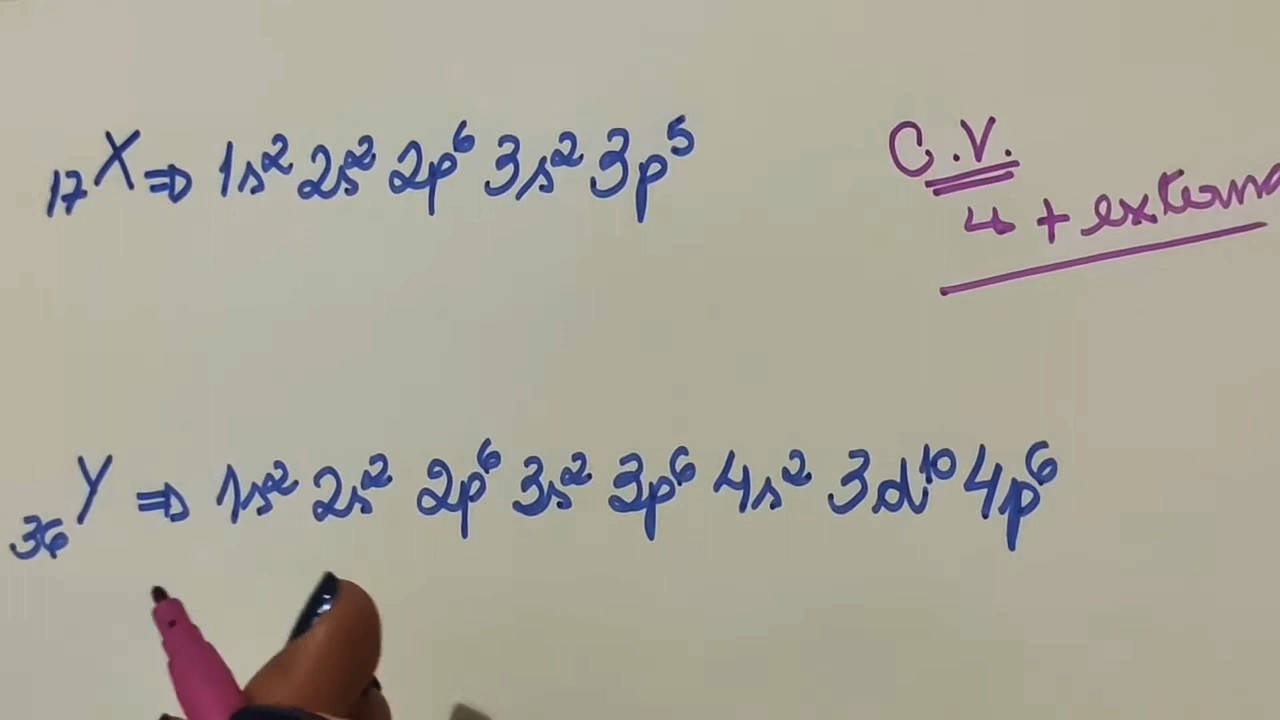 ₁₇X ⇒ 1s² 2s² 2p⁶ 3s² 3p⁵
C.V.
4 + externa
₃₆Y ⇒ 1s² 2s² 2p⁶ 3s² 3p⁶ 4s² 3d¹⁰ 4p⁶